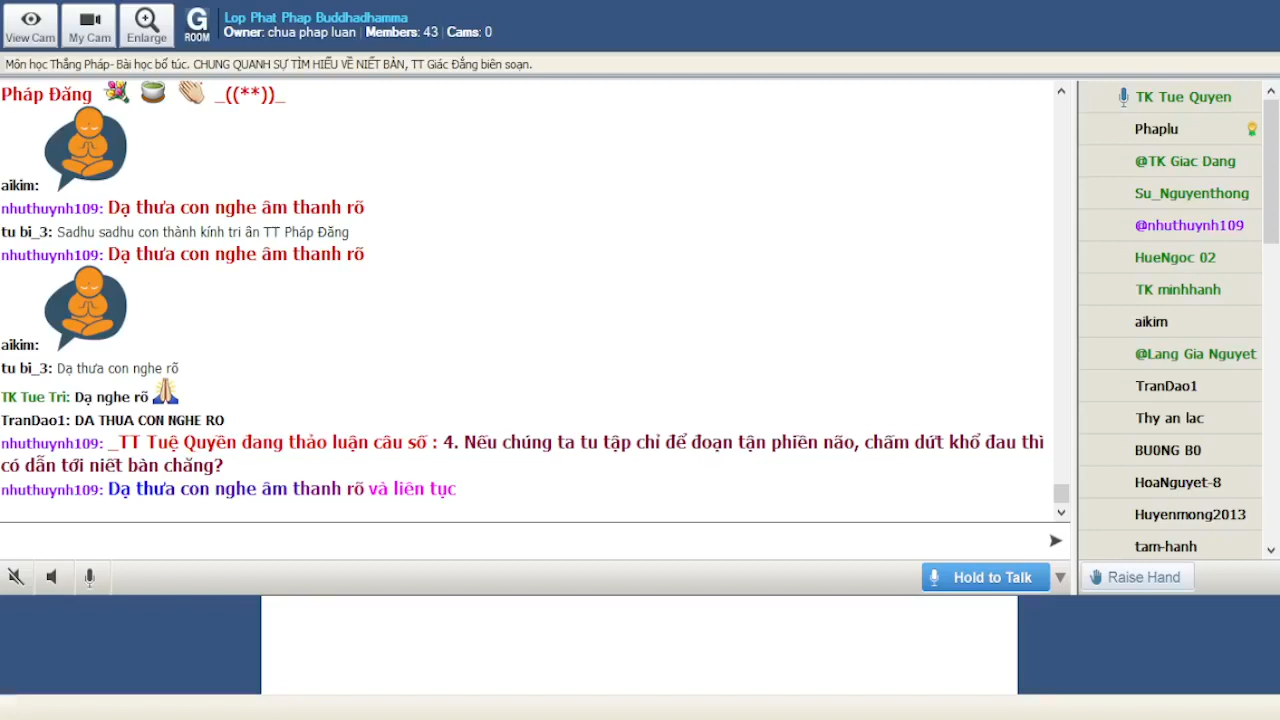 View Cam
My Cam
Enlarge
G
ROOM
Lop Phat Phap Buddhadhamma
Owner: chua phap luan | Members: 43 | Cams: 0
Môn học Thắng Pháp- Bài học bổ túc. CHUNG QUANH SỰ TÌM HIỂU VỀ NIẾT BÀN, TT Giác Đẳng biên soạn.
Pháp Đăng _((**))_
aikim:
nhuthuynh109: Dạ thưa con nghe âm thanh rõ
tu bi_3: Sadhu sadhu con thành kính tri ân TT Pháp Đăng
nhuthuynh109: Dạ thưa con nghe âm thanh rõ
aikim:
tu bi_3: Dạ thưa con nghe rõ
TK Tue Tri: Dạ nghe rõ
TranDao1: DA THUA CON NGHE RO
nhuthuynh109: _TT Tuệ Quyền đang thảo luận câu số : 4. Nếu chúng ta tu tập chỉ để đoạn tận phiền não, chấm dứt khổ đau thì
có dẫn tới niết bàn chăng?
nhuthuynh109: Dạ thưa con nghe âm thanh rõ và liên tục
Hold to Talk
TK Tue Quyen
Phaplu
@TK Giac Dang
Su_Nguyenthong
@nhuthuynh109
HueNgoc 02
TK minhhanh
aikim
@Lang Gia Nguyet
TranDao1
Thy an lac
BU0NG B0
HoaNguyet-8
Huyenmong2013
tam-hanh
Raise Hand